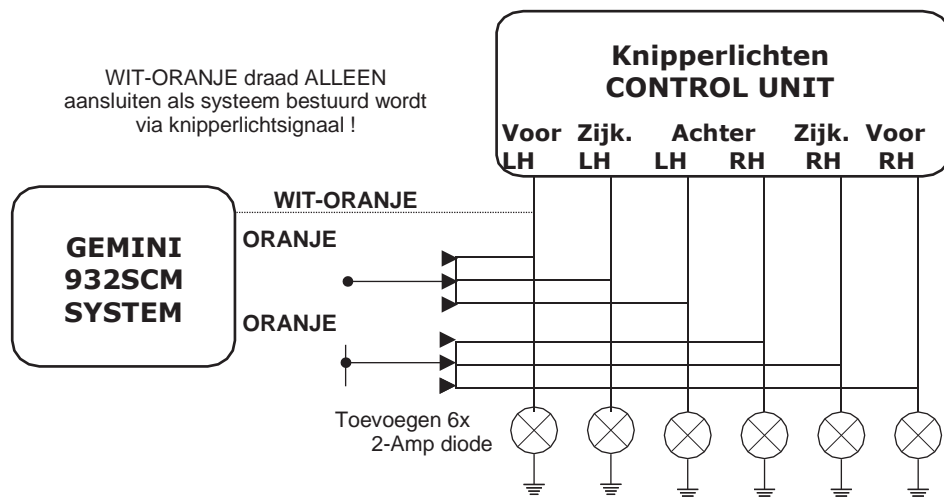 WIT-ORANJE draad ALLEEN
aansluiten als systeem bestuurd wordt
via knipperlichtsignaal !
Knipperlichten
CONTROL UNIT
Voor Zijk. Achter Zijk. Voor
LH LH LH RH RH RH
WIT-ORANJE
ORANJE
GEMINI
932SCM
SYSTEM
ORANJE
Toevoegen 6x
2-Amp diode